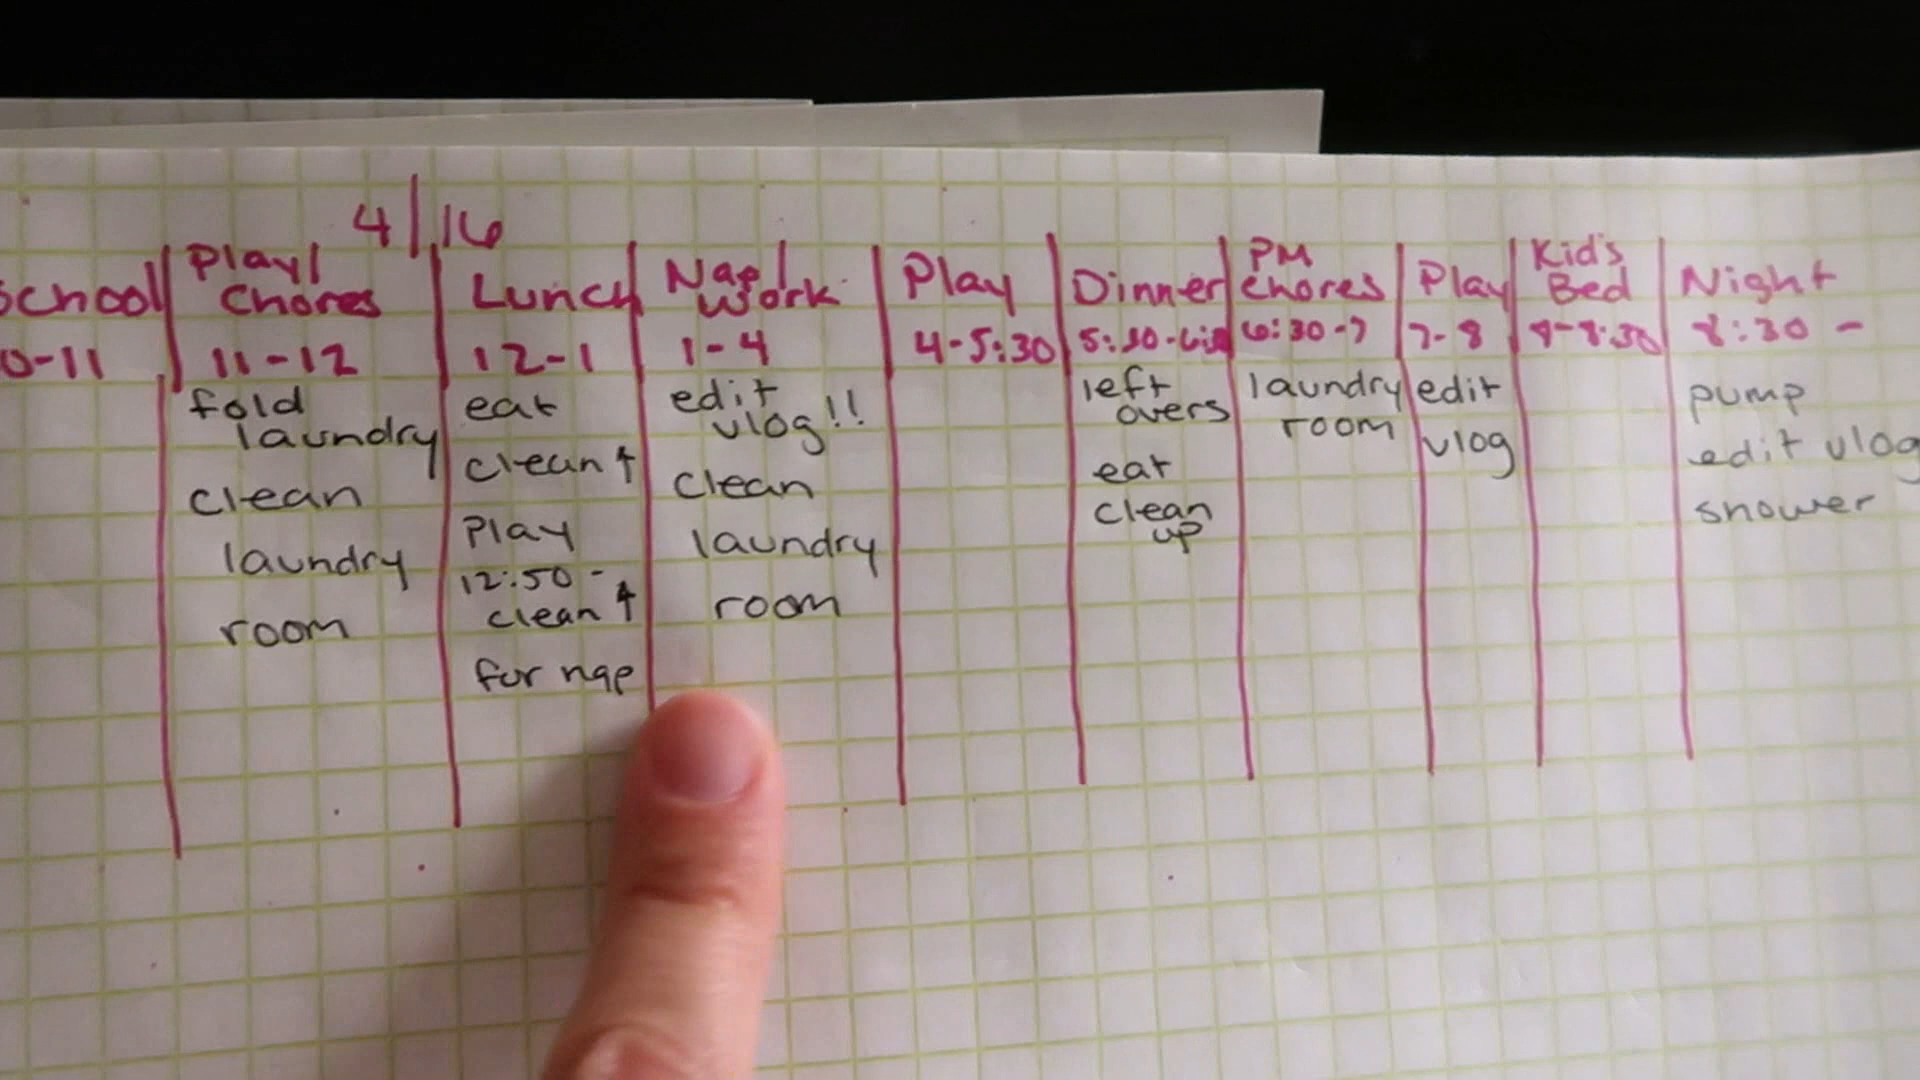 4/16
School
0-11
Play/
Chores
11-12
fold
laundry
clean
laundry
room
Lunch
12-1
eat
clean ↑
Play
12:50-
clean ↑
for nap
Nap/
Work
1-4
edit
vlog!!
clean
laundry
room
Play
4-5:30
Dinner
5:30-6:30
left
overs
eat
clean
up
PM
Chores
6:30-7
laundry
room
Play
7-8
edit
vlog
Kid's
Bed
8-8:30
Night
8:30 -
pump
edit vlog
shower